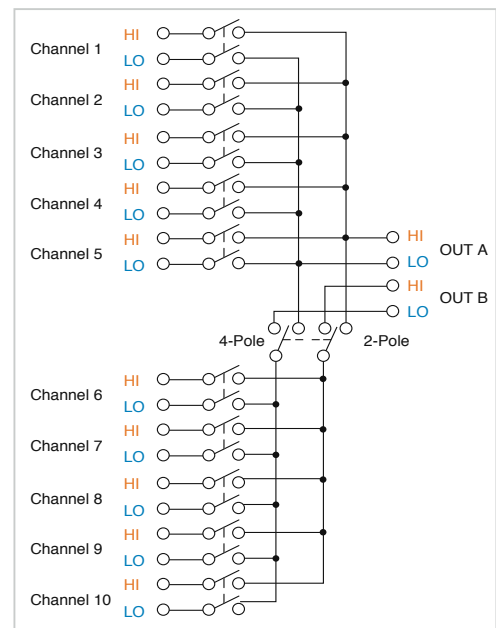 HI
Channel 1
LO
HI
Channel 2
LO
HI
Channel 3
LO
HI
Channel 4
LO
HI
Channel 5
LO
HI
OUT A
LO
HI
OUT B
LO
4-Pole
2-Pole
HI
Channel 6
LO
HI
Channel 7
LO
HI
Channel 8
LO
HI
Channel 9
LO
HI
Channel 10
LO